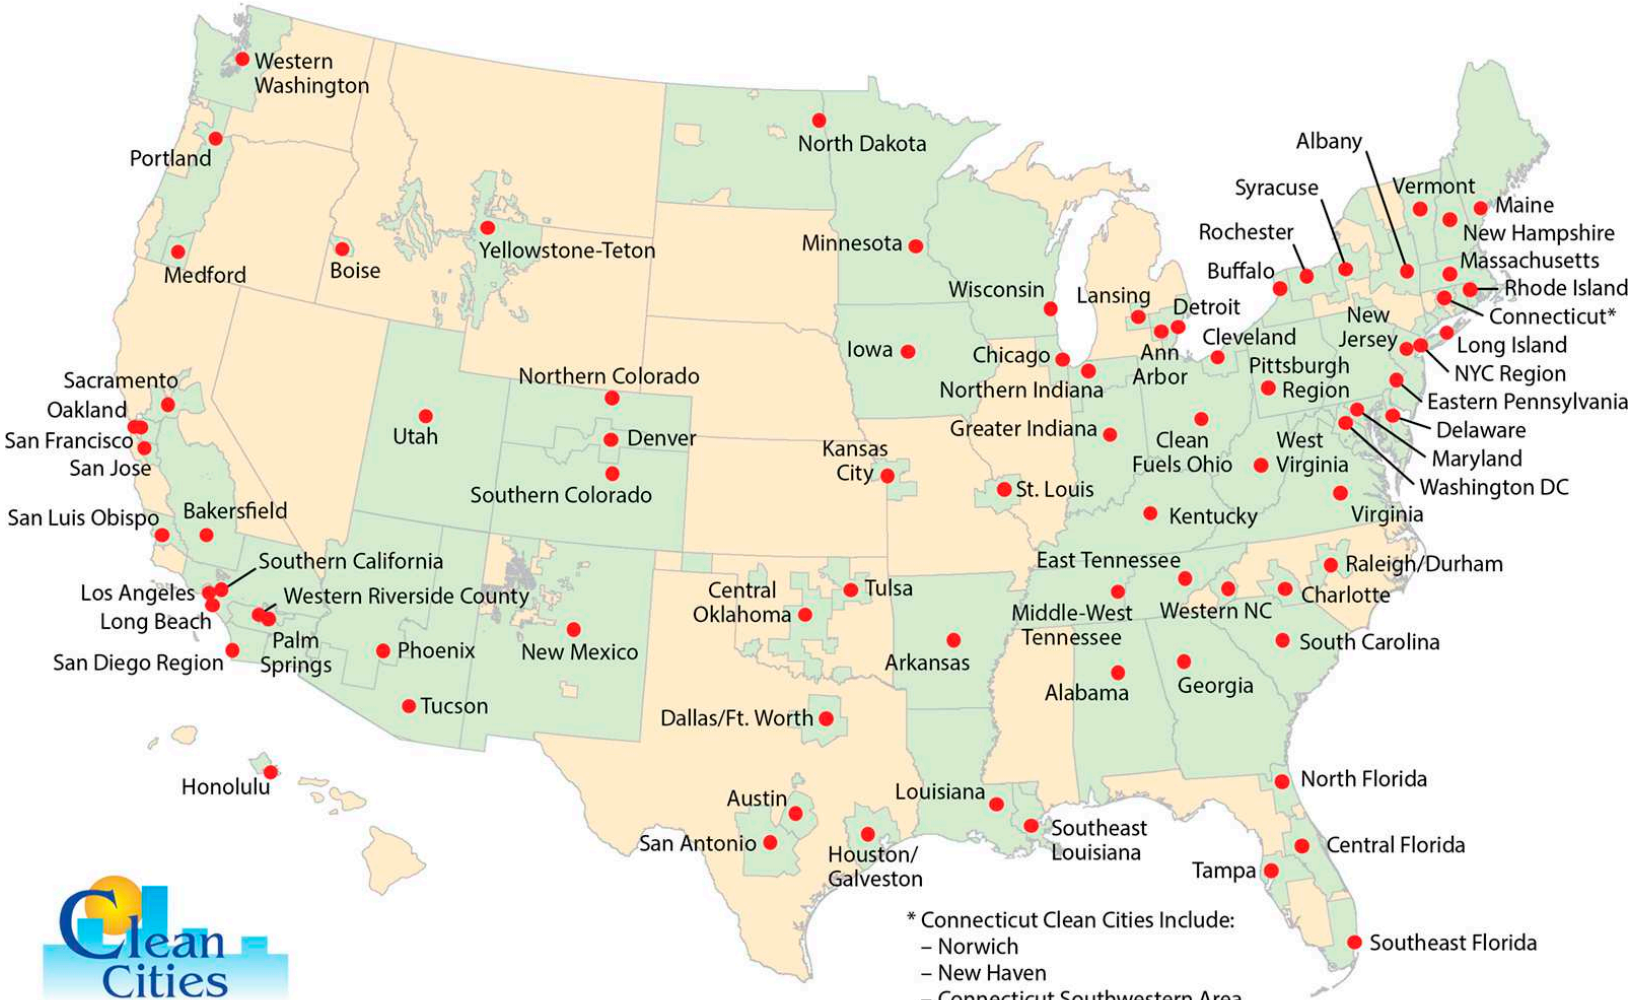 Western
Washington
Portland
Medford
Boise
Yellowstone-Teton
North Dakota
Minnesota
Wisconsin
Iowa
Chicago
Northern Indiana
Lansing
Detroit
Ann
Arbor
Cleveland
Pittsburgh
Region
Albany
Syracuse
Rochester
Buffalo
Vermont
Maine
New Hampshire
Massachusetts
Rhode Island
Connecticut*
New
Jersey
Long Island
NYC Region
Eastern Pennsylvania
Delaware
Maryland
Washington DC
West
Virginia
Virginia
Clean
Fuels Ohio
Greater Indiana
Kentucky
St. Louis
Kansas
City
Northern Colorado
Denver
Southern Colorado
Utah
Sacramento
Oakland
San Francisco
San Jose
San Luis Obispo
Bakersfield
Southern California
Los Angeles
Western Riverside County
Long Beach
Palm
Springs
San Diego Region
Phoenix
Tucson
New Mexico
Central
Oklahoma
Tulsa
Arkansas
East Tennessee
Middle-West
Tennessee
Western NC
Raleigh/Durham
Charlotte
South Carolina
Georgia
Alabama
Dallas/Ft. Worth
Austin
San Antonio
Houston/
Galveston
Louisiana
Southeast
Louisiana
North Florida
Central Florida
Tampa
Southeast Florida
Honolulu
Clean
Cities
* Connecticut Clean Cities Include:
– Norwich
– New Haven
– Connecticut Southwestern Area